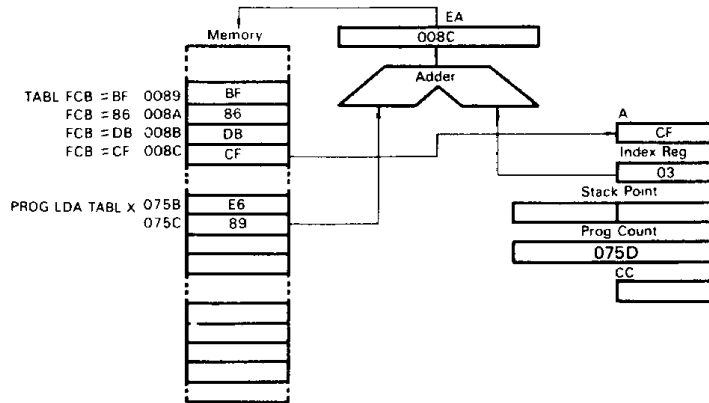 EA
Memory
008C
Adder
TABL FCB = BF 0089 BF
FCB = 86 008A 86
FCB = DB 008B DB
FCB = CF 008C CF
A
CF
Index Reg
03
Stack Point
PROG LDA TABL X 075B E6
075C 89
Prog Count
075D
CC